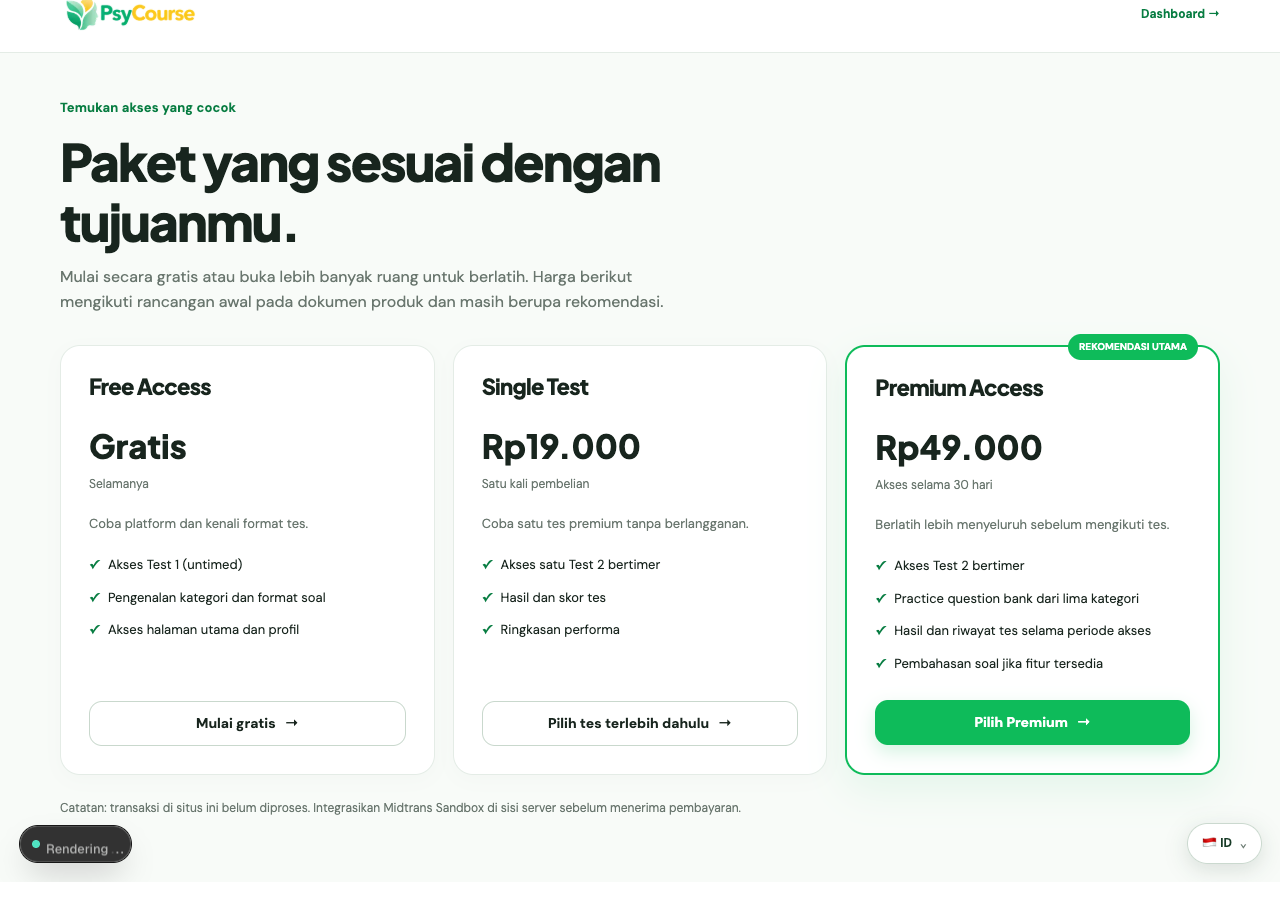 PsyCourse
Dashboard →
Temukan akses yang cocok
Paket yang sesuai dengan
tujuanmu.
Mulai secara gratis atau buka lebih banyak ruang untuk berlatih. Harga berikut
mengikuti rancangan awal pada dokumen produk dan masih berupa rekomendasi.
Free Access
Gratis
Selamanya
Coba platform dan kenali format tes.
✓ Akses Test 1 (untimed)
✓ Pengenalan kategori dan format soal
✓ Akses halaman utama dan profil
Mulai gratis →
Single Test
Rp19.000
Satu kali pembelian
Coba satu tes premium tanpa berlangganan.
✓ Akses satu Test 2 bertimer
✓ Hasil dan skor tes
✓ Ringkasan performa
Pilih tes terlebih dahulu →
REKOMENDASI UTAMA
Premium Access
Rp49.000
Akses selama 30 hari
Berlatih lebih menyeluruh sebelum mengikuti tes.
✓ Akses Test 2 bertimer
✓ Practice question bank dari lima kategori
✓ Hasil dan riwayat tes selama periode akses
✓ Pembahasan soal jika fitur tersedia
Pilih Premium →
Catatan: transaksi di situs ini belum diproses. Integrasikan Midtrans Sandbox di sisi server sebelum menerima pembayaran.
Rendering ...
ID